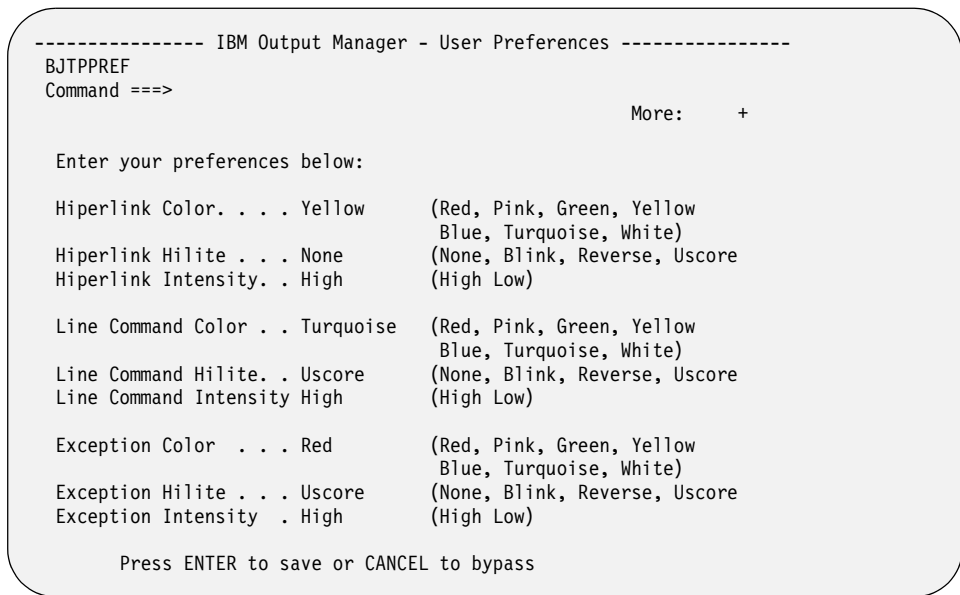 ---------------- IBM Output Manager - User Preferences ----------------
BJTPPREF
Command ===>
More:     +
Enter your preferences below:
Hiperlink Color. . . . Yellow    (Red, Pink, Green, Yellow
Blue, Turquoise, White)
Hiperlink Hilite . . . None      (None, Blink, Reverse, Uscore
Hiperlink Intensity. . High      (High Low)
Line Command Color . . Turquoise (Red, Pink, Green, Yellow
Blue, Turquoise, White)
Line Command Hilite. . Uscore    (None, Blink, Reverse, Uscore
Line Command Intensity High      (High Low)
Exception Color  . . . Red       (Red, Pink, Green, Yellow
Blue, Turquoise, White)
Exception Hilite . . . Uscore    (None, Blink, Reverse, Uscore
Exception Intensity  . High      (High Low)
Press ENTER to save or CANCEL to bypass